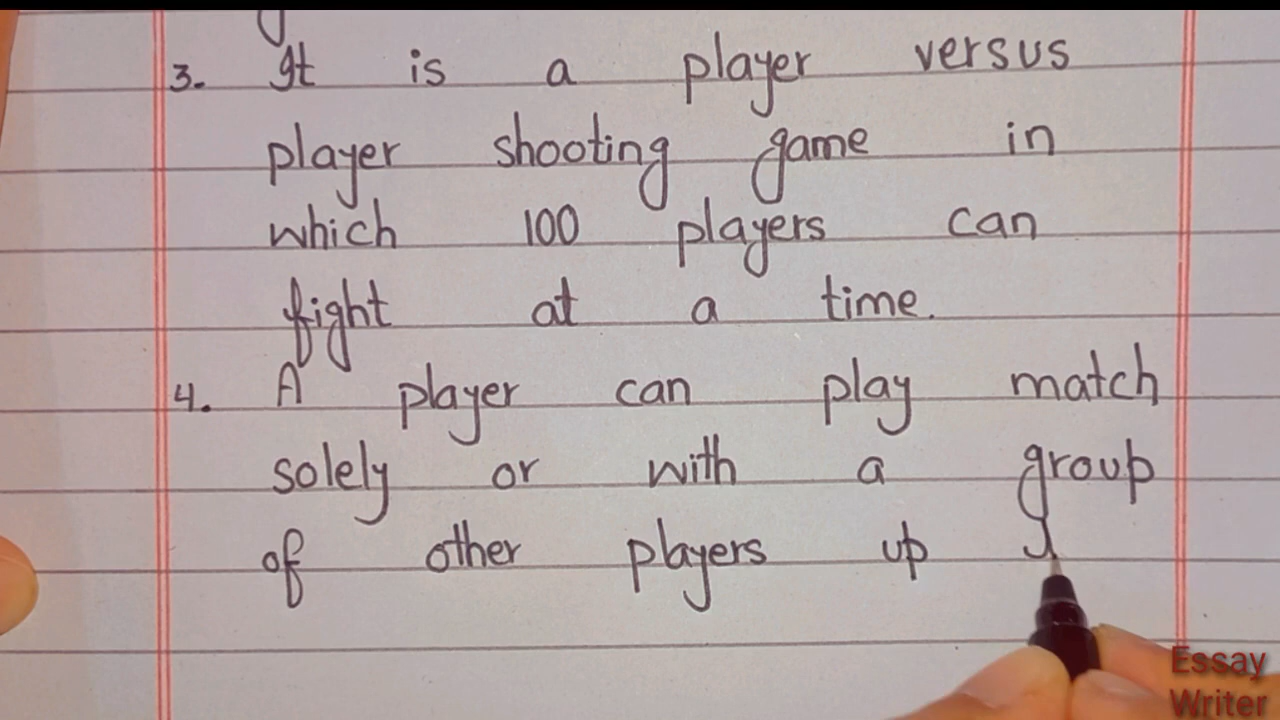 3. It is a player versus
player shooting game in
which 100 players can
fight at a time.
4. A player can play match
solely or with a group
of other players up
Essay
Writer